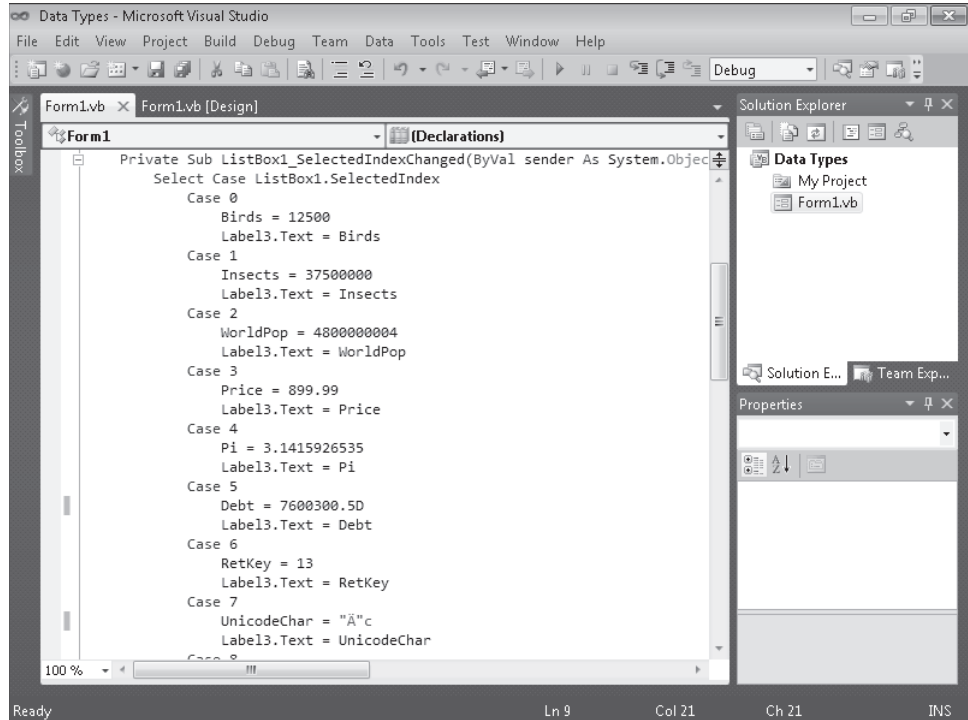 Data Types - Microsoft Visual Studio
File Edit View Project Build Debug Team Data Tools Test Window Help
Debug
Toolbox
Form1.vb Form1.vb [Design]
Form1 (Declarations)
Private Sub ListBox1_SelectedIndexChanged(ByVal sender As System.Objec
Select Case ListBox1.SelectedIndex
Case 0
Birds = 12500
Label3.Text = Birds
Case 1
Insects = 37500000
Label3.Text = Insects
Case 2
WorldPop = 4800000004
Label3.Text = WorldPop
Case 3
Price = 899.99
Label3.Text = Price
Case 4
Pi = 3.1415926535
Label3.Text = Pi
Case 5
Debt = 7600300.5D
Label3.Text = Debt
Case 6
RetKey = 13
Label3.Text = RetKey
Case 7
UnicodeChar = "Ä"c
Label3.Text = UnicodeChar
Case 8
100 %
Solution Explorer
Data Types
My Project
Form1.vb
Solution E... Team Exp...
Properties
Ready Ln 9 Col 21 Ch 21 INS